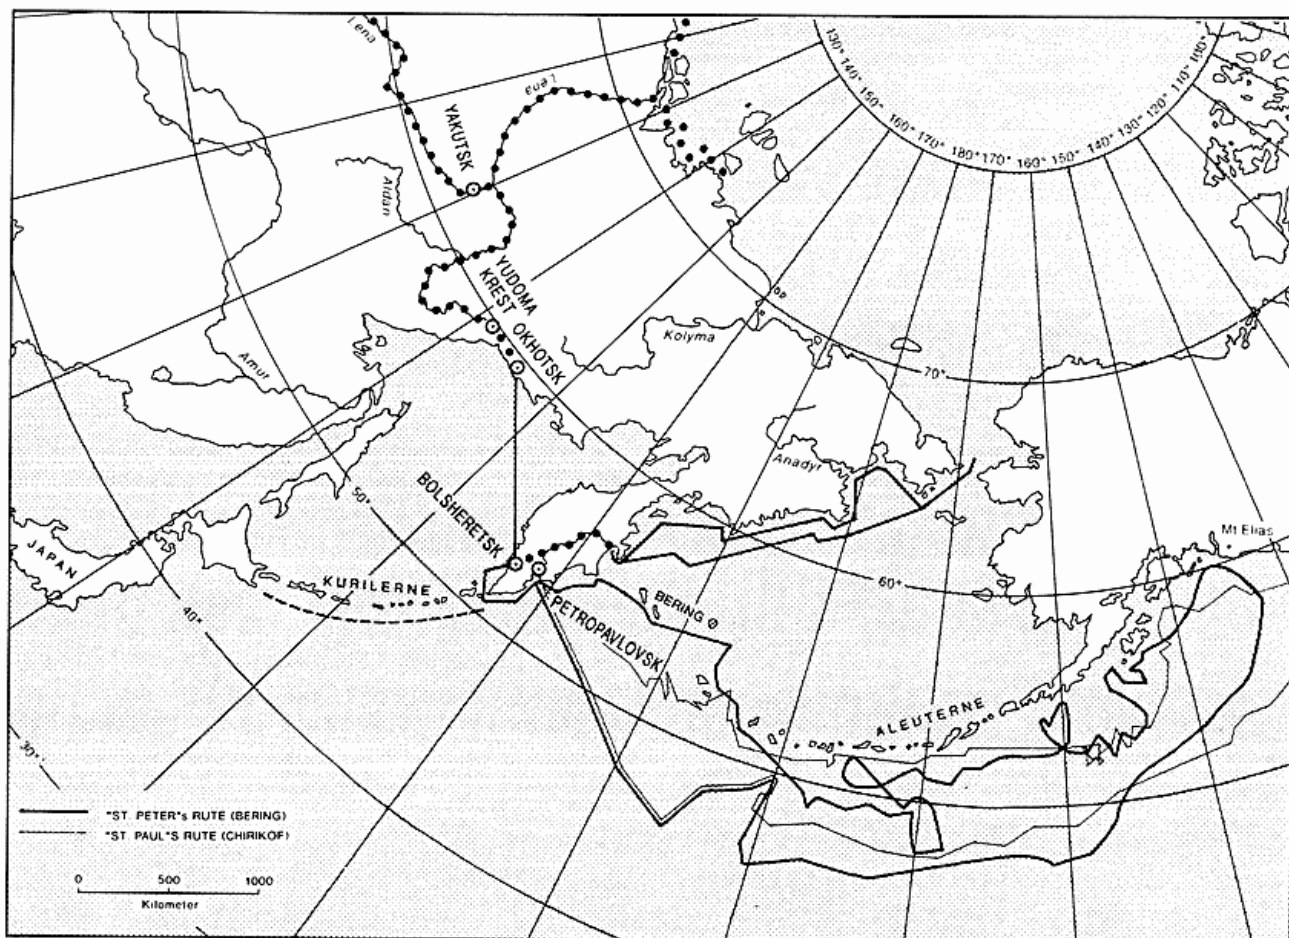 Lena
Lena
YAKUTSK
Aldan
130° 140° 150° 160° 170° 180° 170° 160° 150° 140° 130° 120° 110° 100°
YUDOMA
KREST
OKHOTSK
Kolyma
Amur
70°
Anadyr
BOLSHERETSK
50°
JAPAN
KURILERNE
Mt Elias
60°
BERING Ø
40°
PETROPAVLOVSK
ALEUTERNE
30°
"ST. PETER"s RUTE (BERING)
"ST. PAUL"S RUTE (CHIRIKOF)
0 500 1000
Kilometer